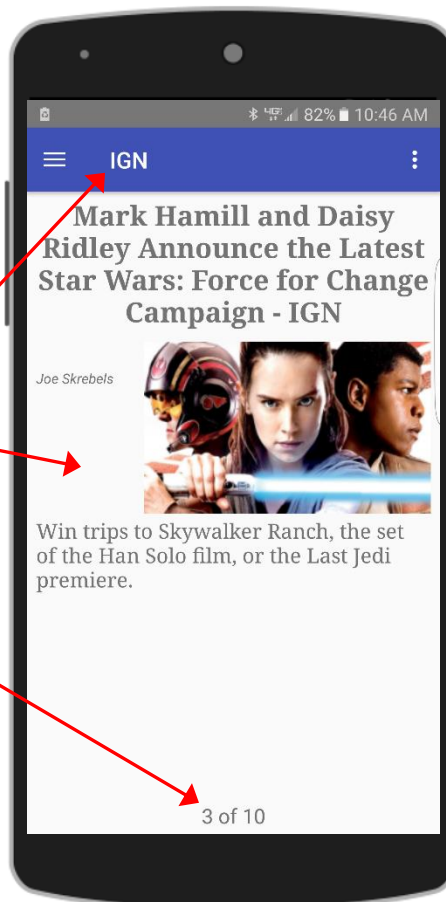 82% 10:46 AM
IGN
Mark Hamill and Daisy
Ridley Announce the Latest
Star Wars: Force for Change
Campaign - IGN
Joe Skrebels
Win trips to Skywalker Ranch, the set
of the Han Solo film, or the Last Jedi
premiere.
3 of 10